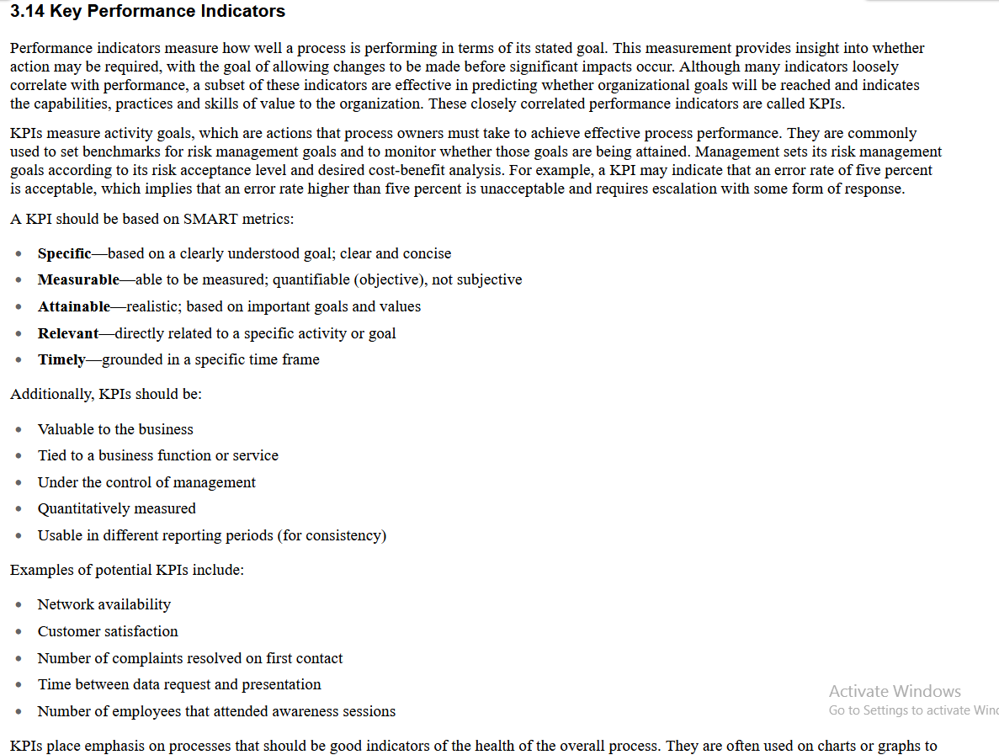 3.14 Key Performance Indicators
Performance indicators measure how well a process is performing in terms of its stated goal. This measurement provides insight into whether
action may be required, with the goal of allowing changes to be made before significant impacts occur. Although many indicators loosely
correlate with performance, a subset of these indicators are effective in predicting whether organizational goals will be reached and indicates
the capabilities, practices and skills of value to the organization. These closely correlated performance indicators are called KPIs.
KPIs measure activity goals, which are actions that process owners must take to achieve effective process performance. They are commonly
used to set benchmarks for risk management goals and to monitor whether those goals are being attained. Management sets its risk management
goals according to its risk acceptance level and desired cost-benefit analysis. For example, a KPI may indicate that an error rate of five percent
is acceptable, which implies that an error rate higher than five percent is unacceptable and requires escalation with some form of response.
A KPI should be based on SMART metrics:
• Specific—based on a clearly understood goal; clear and concise
• Measurable—able to be measured; quantifiable (objective), not subjective
• Attainable—realistic; based on important goals and values
• Relevant—directly related to a specific activity or goal
• Timely—grounded in a specific time frame
Additionally, KPIs should be:
• Valuable to the business
• Tied to a business function or service
• Under the control of management
• Quantitatively measured
• Usable in different reporting periods (for consistency)
Examples of potential KPIs include:
• Network availability
• Customer satisfaction
• Number of complaints resolved on first contact
• Time between data request and presentation
• Number of employees that attended awareness sessions
Activate Windows
Go to Settings to activate Winc
KPIs place emphasis on processes that should be good indicators of the health of the overall process. They are often used on charts or graphs to